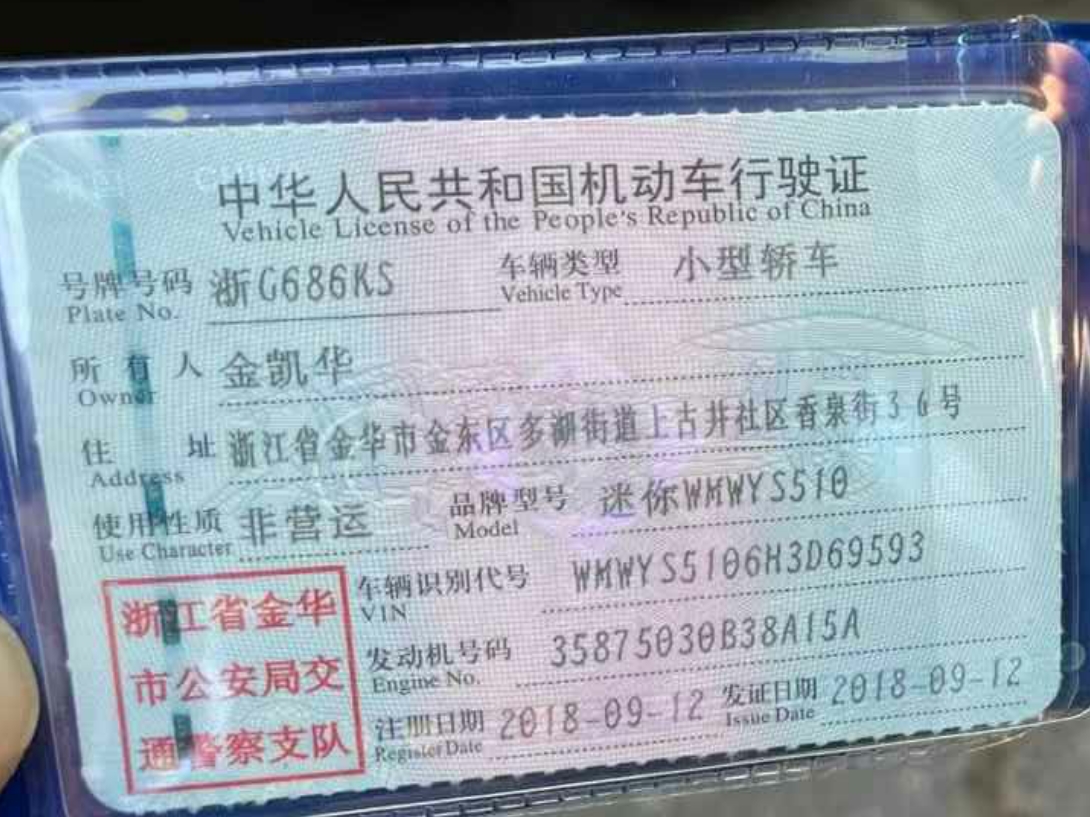 中华人民共和国机动车行驶证
Vehicle License of the People's Republic of China
号牌号码 浙G686KS 车辆类型 小型轿车
Plate No. Vehicle Type
所有人 金凯华
Owner
住址 浙江省金华市金东区多湖街道上古井社区香泉街36号
Address
使用性质 非营运 品牌型号 迷你WMWYS510
Use Character Model
车辆识别代号 WMWYS5106H3D69593
VIN
发动机号码 35875030B38A15A
Engine No.
注册日期 2018-09-12 发证日期 2018-09-12
Register Date Issue Date
浙江省金华
市公安局交
通警察支队